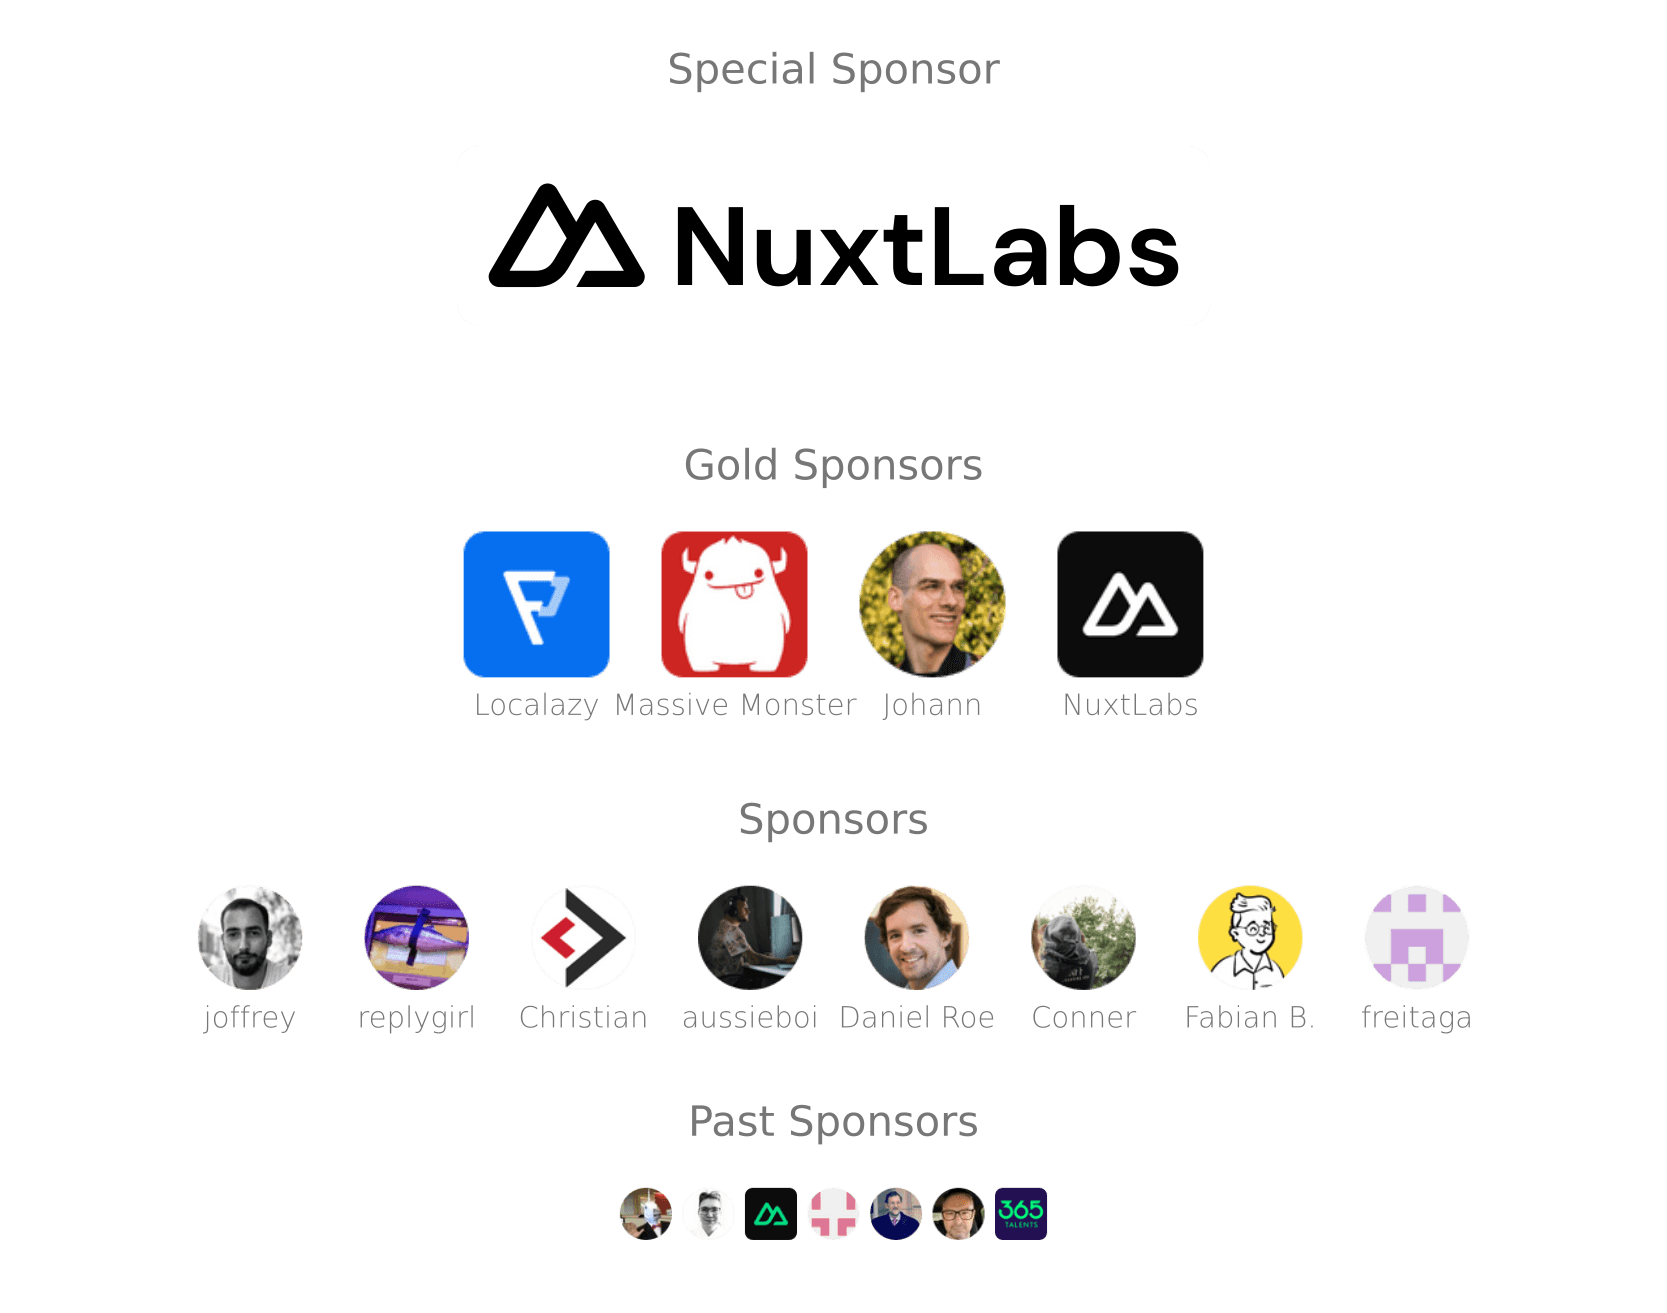 Special Sponsor
NuxtLabs
Gold Sponsors
Localazy Massive Monster Johann NuxtLabs
Sponsors
joffrey replygirl Christian aussieboi Daniel Roe Conner Fabian B. freitaga
Past Sponsors
365
TALENTS